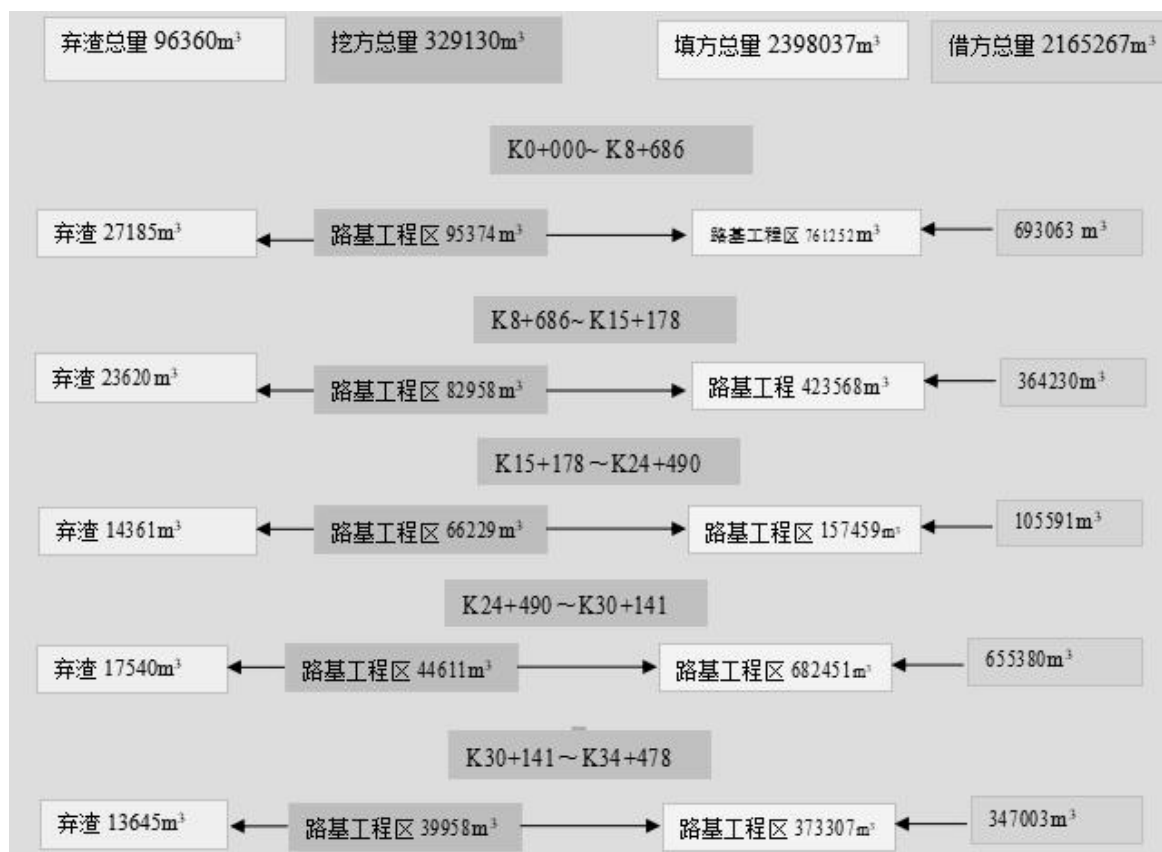 弃渣总量 96360m³
挖方总量 329130m³
填方总量 2398037m³
借方总量 2165267m³
K0+000~ K8+686
弃渣 27185m³
路基工程区 95374m³
路基工程区 761252m³
693063 m³
K8+686~ K15+178
弃渣 23620m³
路基工程区 82958m³
路基工程 423568m³
364230m³
K15+178～K24+490
弃渣 14361m³
路基工程区 66229m³
路基工程区 157459m³
105591m³
K24+490～K30+141
弃渣 17540m³
路基工程区 44611m³
路基工程区 682451m³
655380m³
K30+141～K34+478
弃渣 13645m³
路基工程区 39958m³
路基工程区 373307m³
347003m³